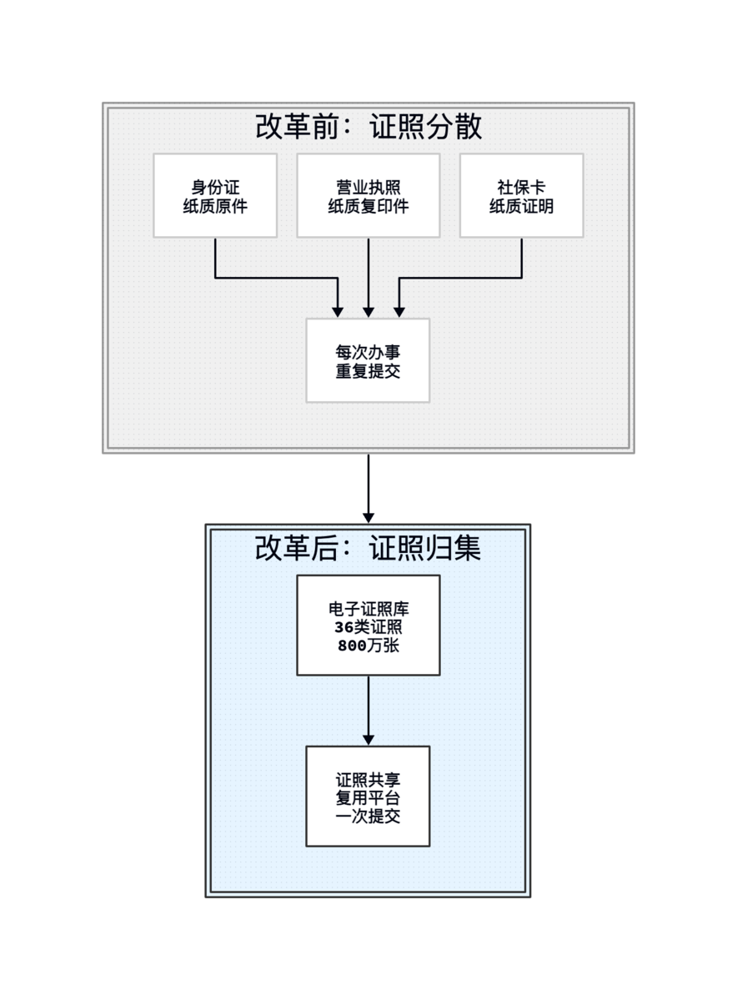 改革前：证照分散
身份证
纸质原件
营业执照
纸质复印件
社保卡
纸质证明
每次办事
重复提交
改革后：证照归集
电子证照库
36类证照
800万张
证照共享
复用平台
一次提交